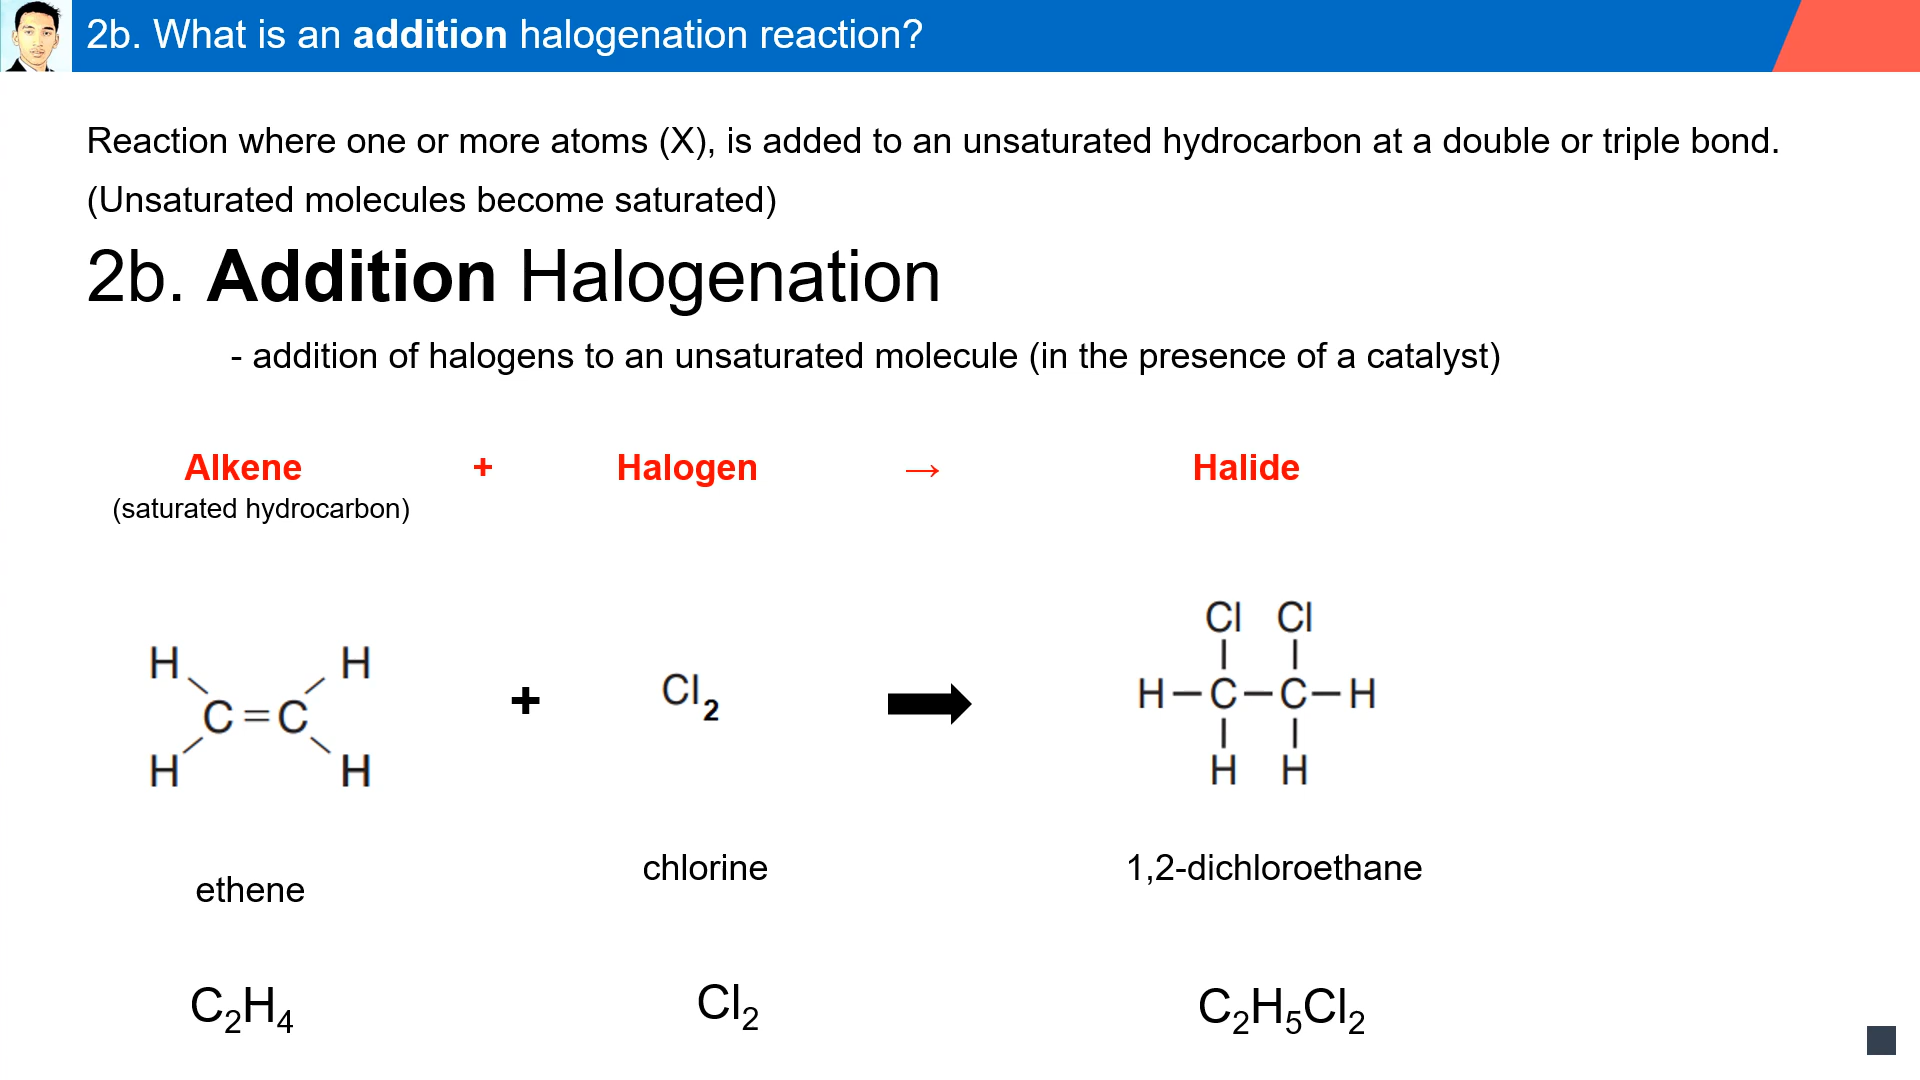 2b. What is an addition halogenation reaction?
Reaction where one or more atoms (X), is added to an unsaturated hydrocarbon at a double or triple bond.
(Unsaturated molecules become saturated)
2b. Addition Halogenation
- addition of halogens to an unsaturated molecule (in the presence of a catalyst)
Alkene + Halogen → Halide
(saturated hydrocarbon)
Cl Cl
H H
H–C–C–H
C=C + Cl₂
H H
H H
ethene chlorine 1,2-dichloroethane
C₂H₄ Cl₂ C₂H₅Cl₂